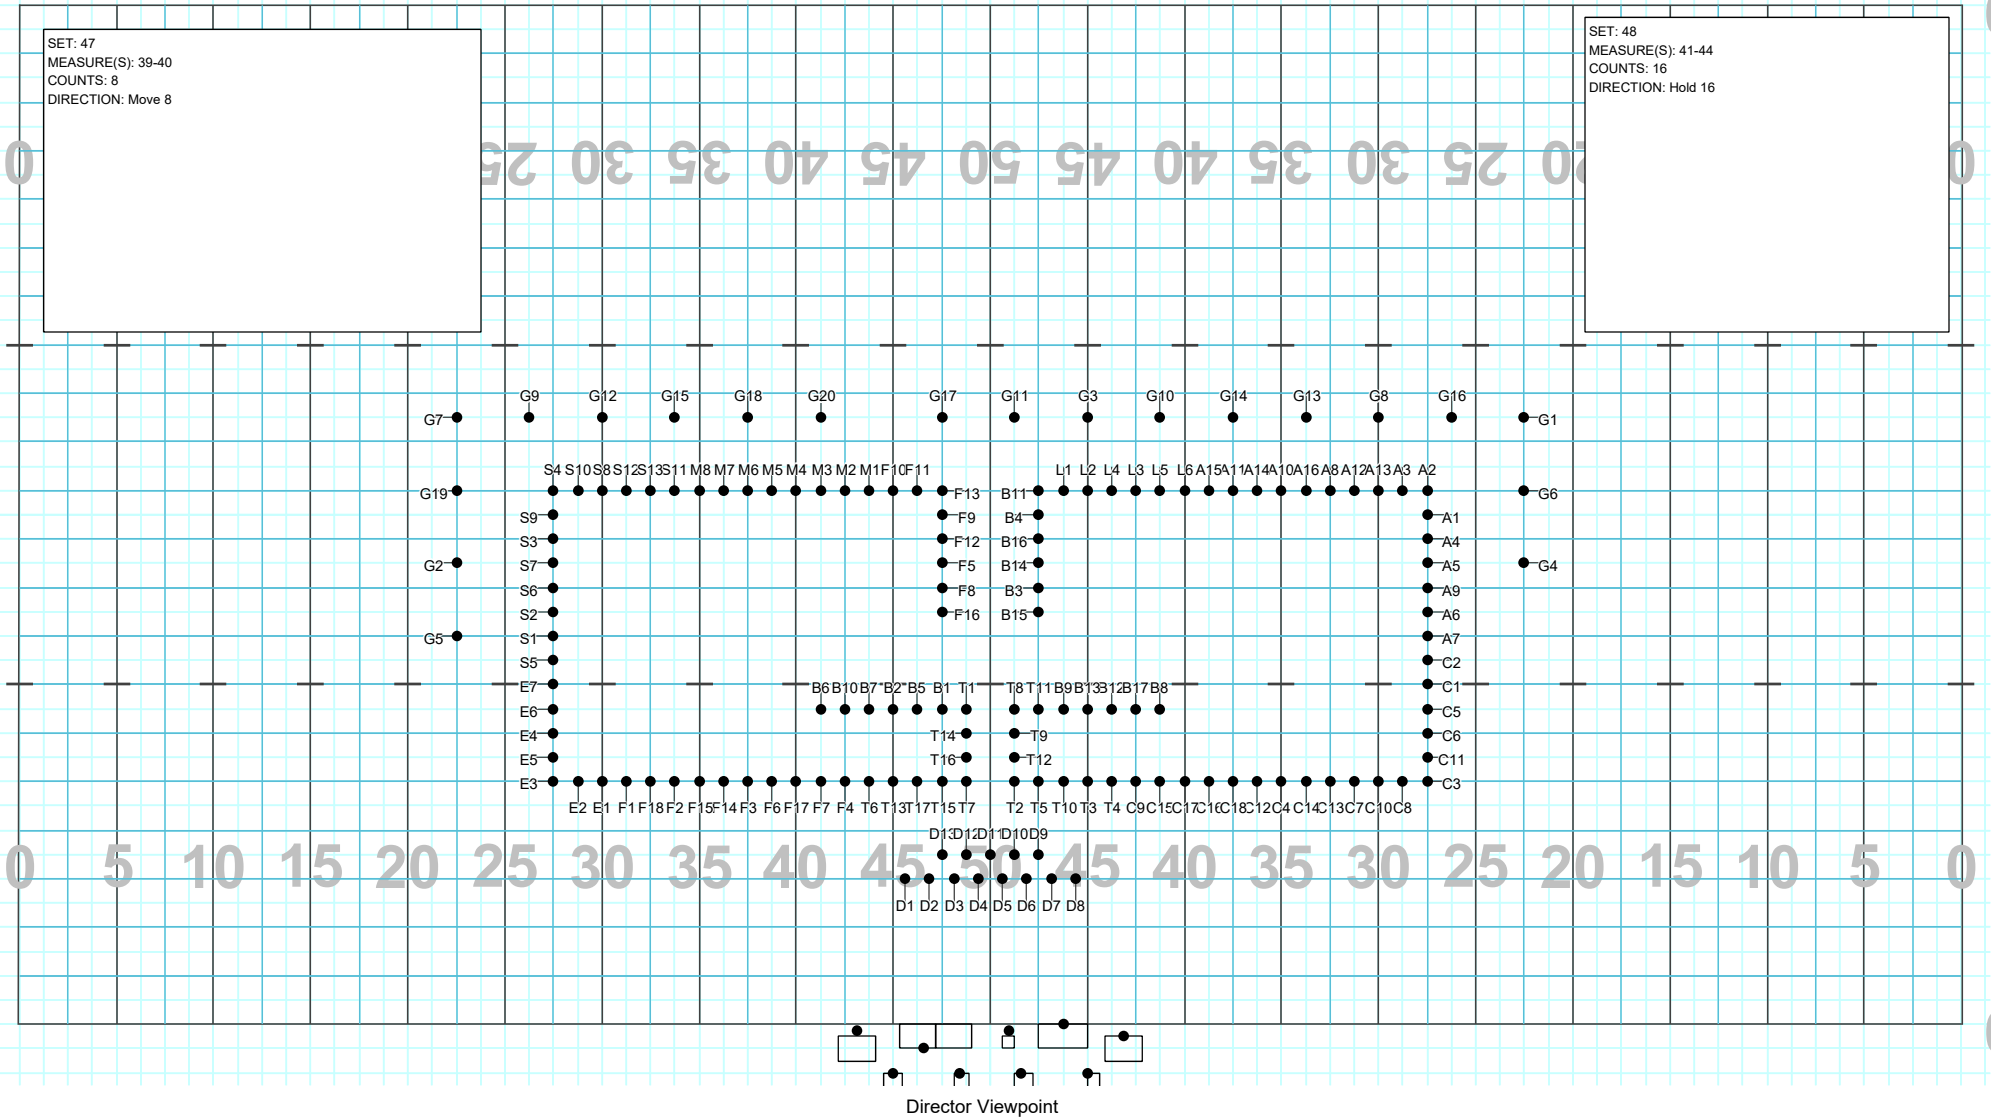 SET: 47
MEASURE(S): 39-40
COUNTS: 8
DIRECTION: Move 8
SET: 48
MEASURE(S): 41-44
COUNTS: 16
DIRECTION: Hold 16
0 25 30 35 40 45 50 45 40 35 30 25 20 0
G9 G12 G15 G18 G20 G17 G11 G3 G10 G14 G13 G8 G16
G7 G1
S4 S10 S8 S12 S13 S11 M8 M7 M6 M5 M4 M3 M2 M1 F10 F11 L1 L2 L4 L3 L5 L6 A15 A11 A14 A10 A16 A8 A12 A13 A3 A2
G19 F13 B11 G6
S9 F9 B4 A1
S3 F12 B16 A4
G2 S7 F5 B14 A5 G4
S6 F8 B3 A9
S2 F16 B15 A6
G5 S1 A7
S5 C2
E7 B6 B10 B7 B2 B5 B1 T1 T8 T11 B9 B13 B12 B17 B8 C1
E6 C5
E4 T14 T9 C6
E5 T16 T12 C11
E3 C3
E2 E1 F1 F18 F2 F15 F14 F3 F6 F17 F7 F4 T6 T13 T17 T15 T7 T2 T5 T10 T3 T4 C9 C15 C17 C16 C18 C12 C4 C14 C13 C7 C10 C8
D13 D12 D11 D10 D9
0 5 10 15 20 25 30 35 40 45 50 45 40 35 30 25 20 15 10 5 0
D1 D2 D3 D4 D5 D6 D7 D8
Director Viewpoint